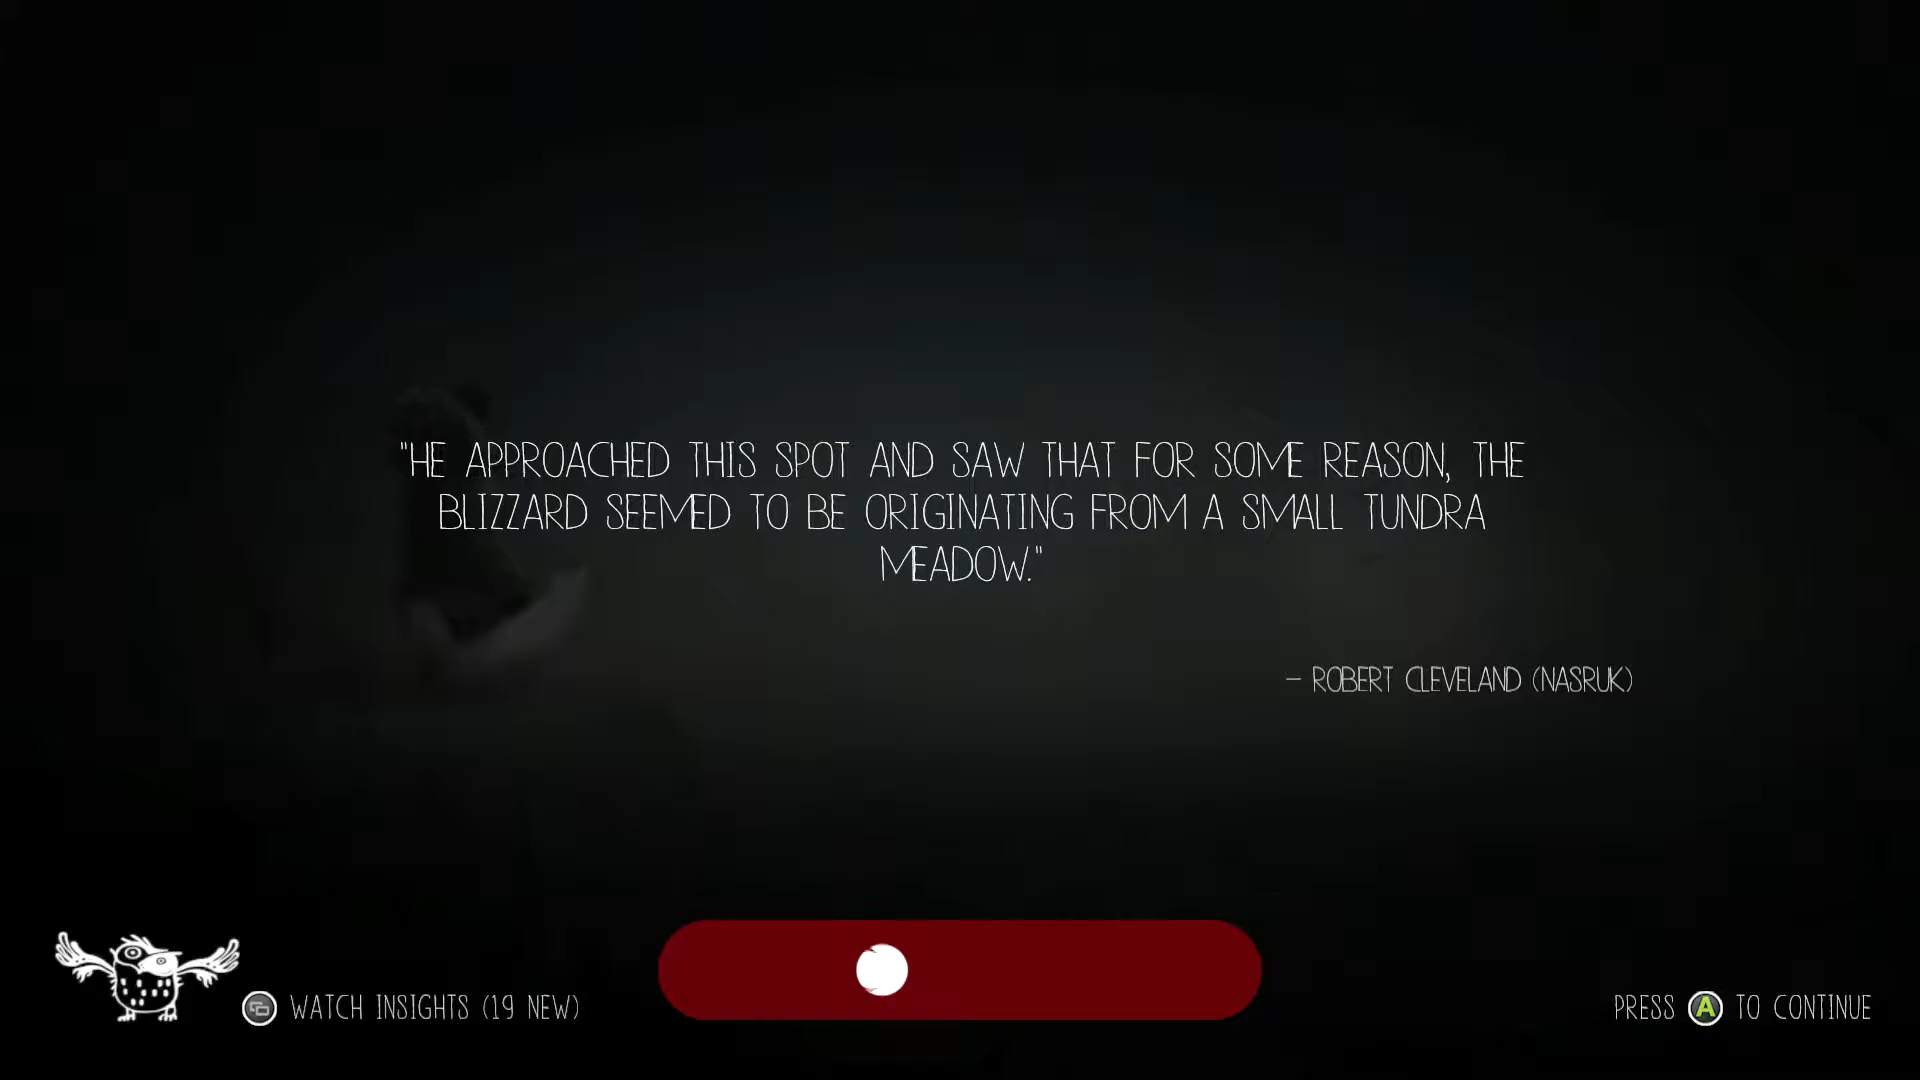 "HE APPROACHED THIS SPOT AND SAW THAT FOR SOME REASON, THE
BLIZZARD SEEMED TO BE ORIGINATING FROM A SMALL TUNDRA
MEADOW."
- ROBERT CLEVELAND (NASRUK)
WATCH INSIGHTS (19 NEW)
PRESS A TO CONTINUE